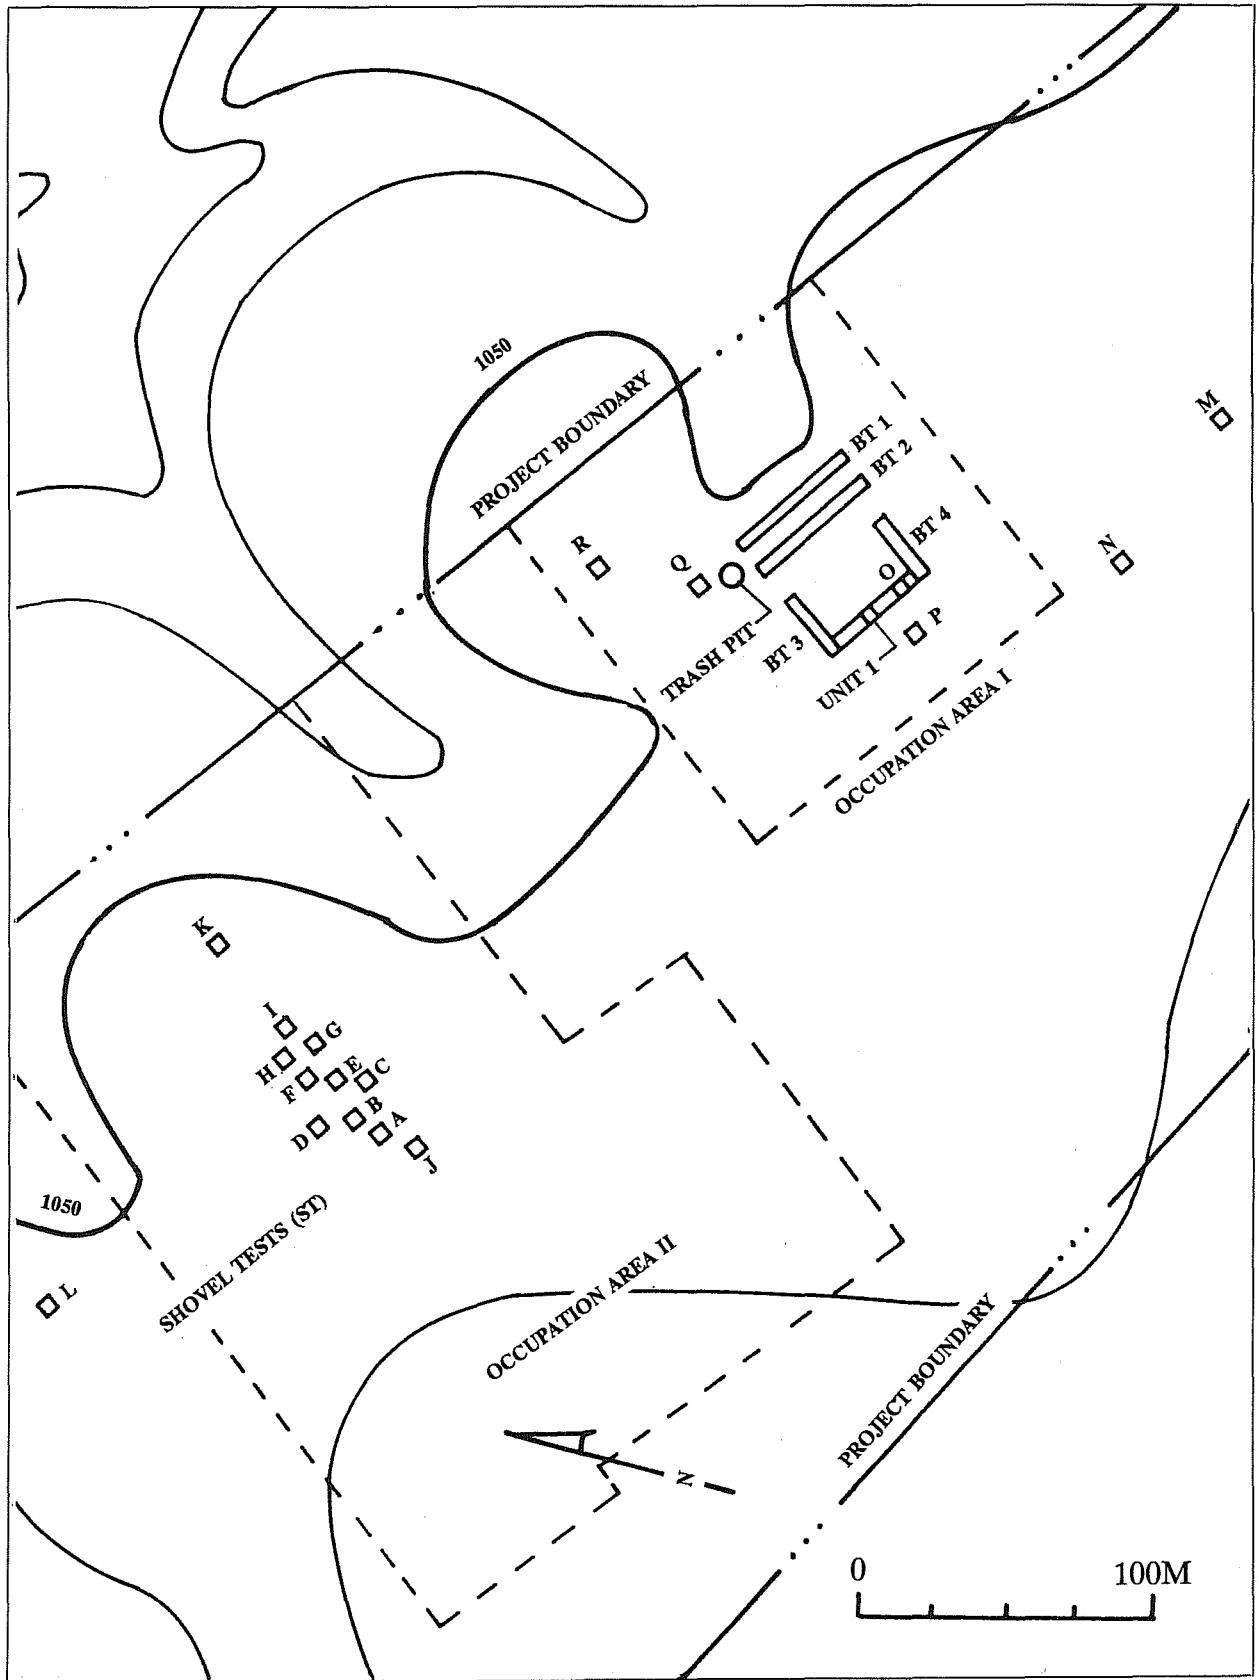 1050
PROJECT BOUNDARY
M
BT 1
BT 2
BT 4
N
R
Q
O
P
TRASH PIT
BT 3
UNIT 1
OCCUPATION AREA I
K
I
G
H
E
C
F
B
A
D
J
1050
L
SHOVEL TESTS (ST)
OCCUPATION AREA II
PROJECT BOUNDARY
N
0 100M